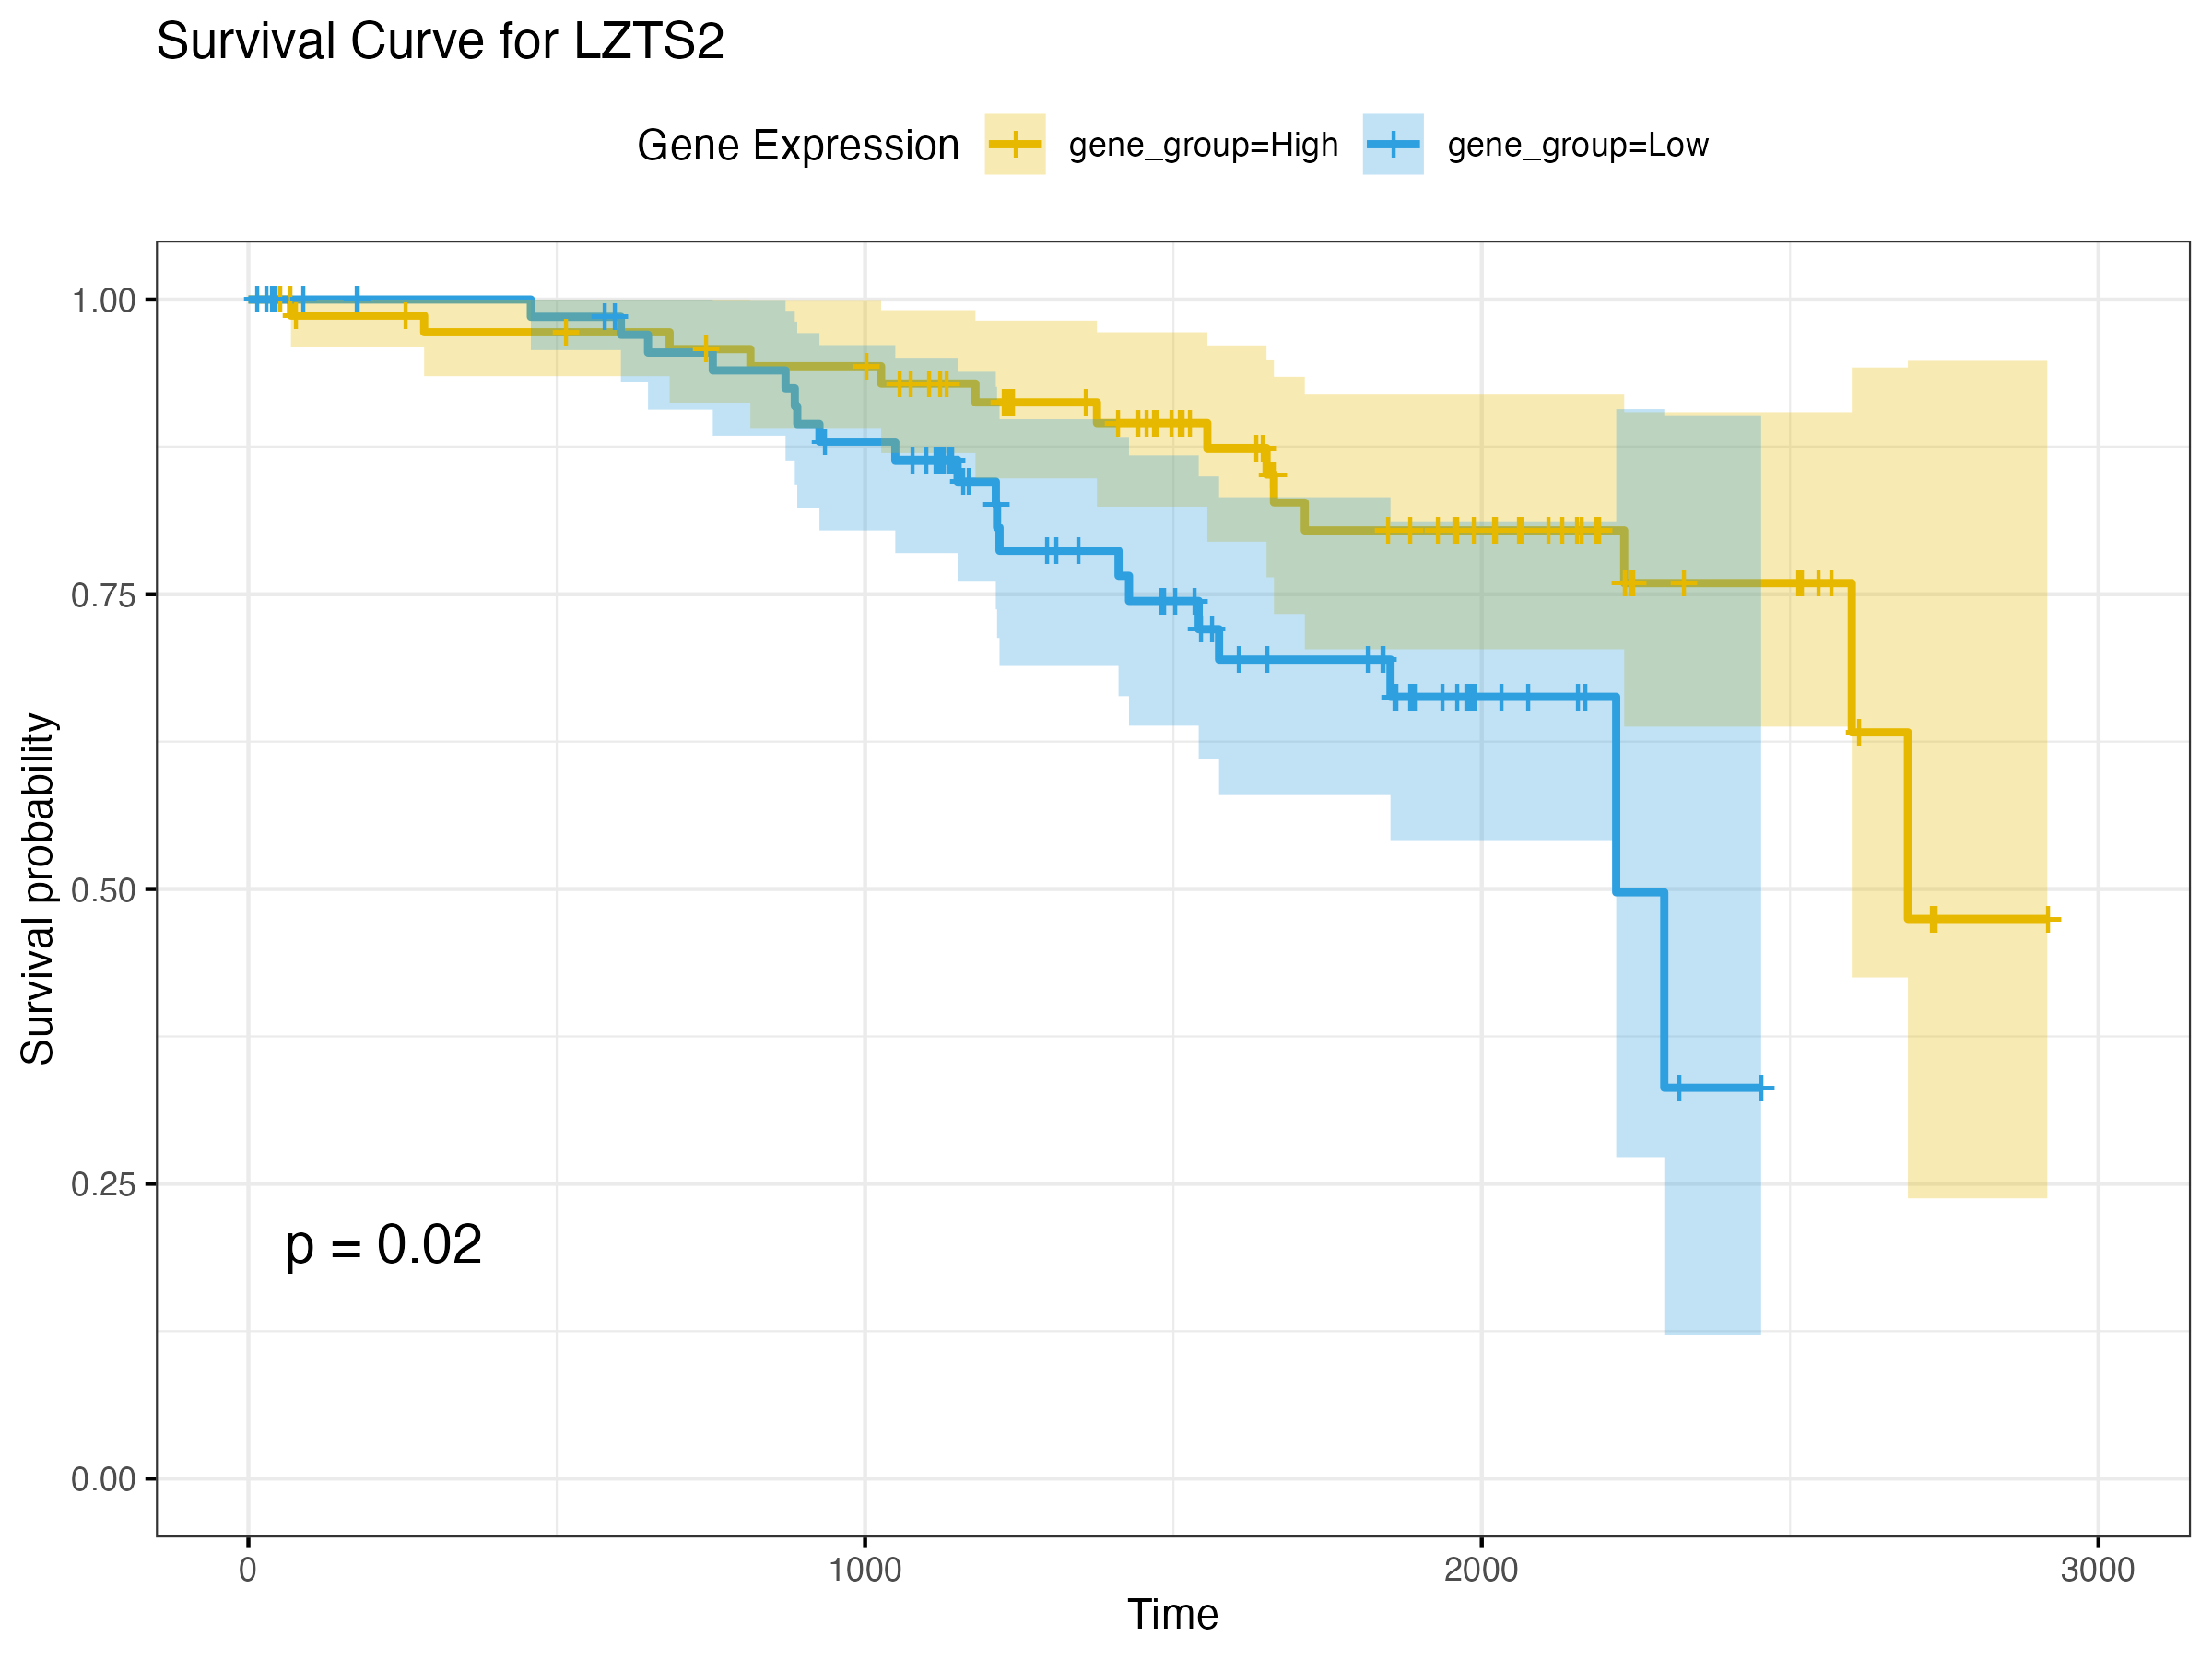 Survival Curve for LZTS2
Gene Expression gene_group=High gene_group=Low
1.00
0.75
0.50
0.25
0.00
Survival probability
p = 0.02
0 1000 2000 3000
Time